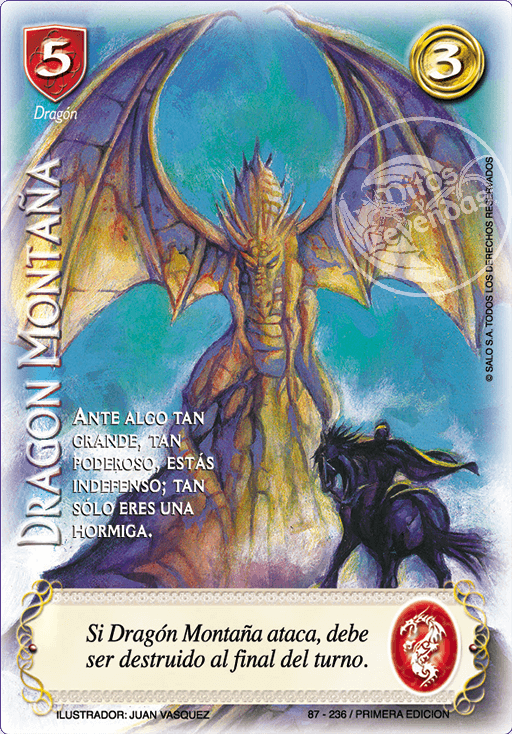 5
Dragón
3
Mitos
Leyendas
DRAGON MONTAÑA
© SALO S.A. TODOS LOS DERECHOS RESERVADOS
ANTE ALGO TAN
GRANDE, TAN
PODEROSO, ESTÁS
INDEFENSO; TAN
SÓLO ERES UNA
HORMIGA.
Si Dragón Montaña ataca, debe
ser destruido al final del turno.
ILUSTRADOR: JUAN VASQUEZ
87 - 236 / PRIMERA EDICION